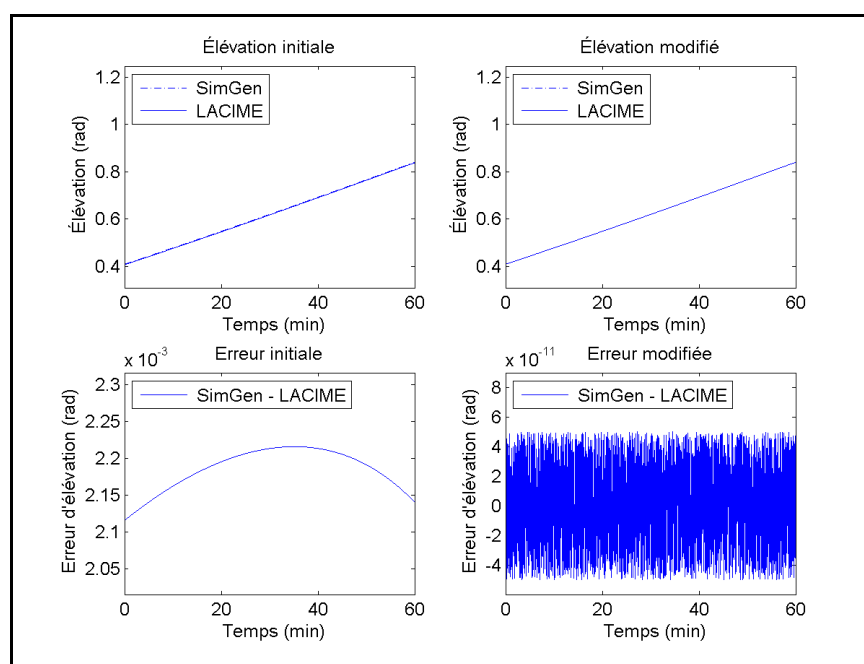 Élévation initiale
1.2
1
0.8
0.6
0.4
Élévation (rad)
SimGen
LACIME
0 20 40 60
Temps (min)
Élévation modifié
1.2
1
0.8
0.6
0.4
Élévation (rad)
SimGen
LACIME
0 20 40 60
Temps (min)
x 10^-3
Erreur initiale
2.3
2.25
2.2
2.15
2.1
2.05
Erreur d'élévation (rad)
SimGen - LACIME
0 20 40 60
Temps (min)
x 10^-11
Erreur modifiée
8
6
4
2
0
-2
-4
Erreur d'élévation (rad)
SimGen - LACIME
0 20 40 60
Temps (min)